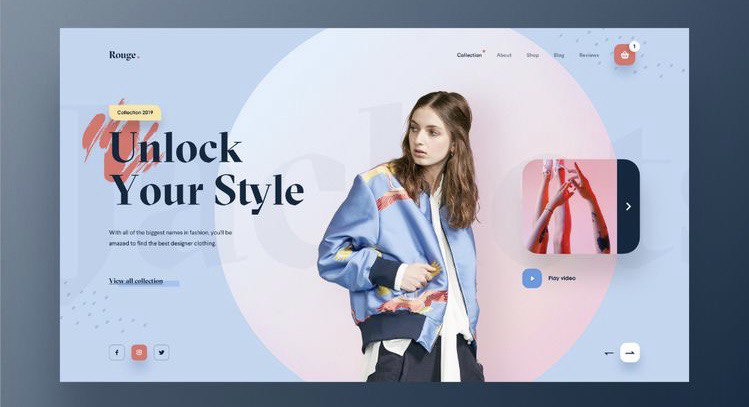 Rouge.
Collection
About
Shop
Blog
Reviews
1
Collection 2019
Unlock
Your Style
With all of the biggest names in fashion, you'll be
amazed to find the best designer clothing.
View all collection
Play video
Jackets